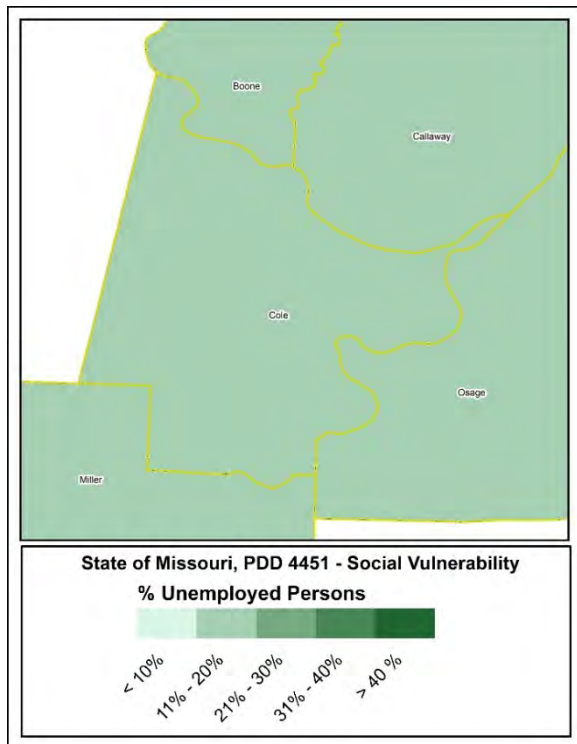 Boone
Callaway
Cole
Osage
Miller
State of Missouri, PDD 4451 - Social Vulnerability
% Unemployed Persons
< 10%
11% - 20%
21% - 30%
31% - 40%
> 40 %